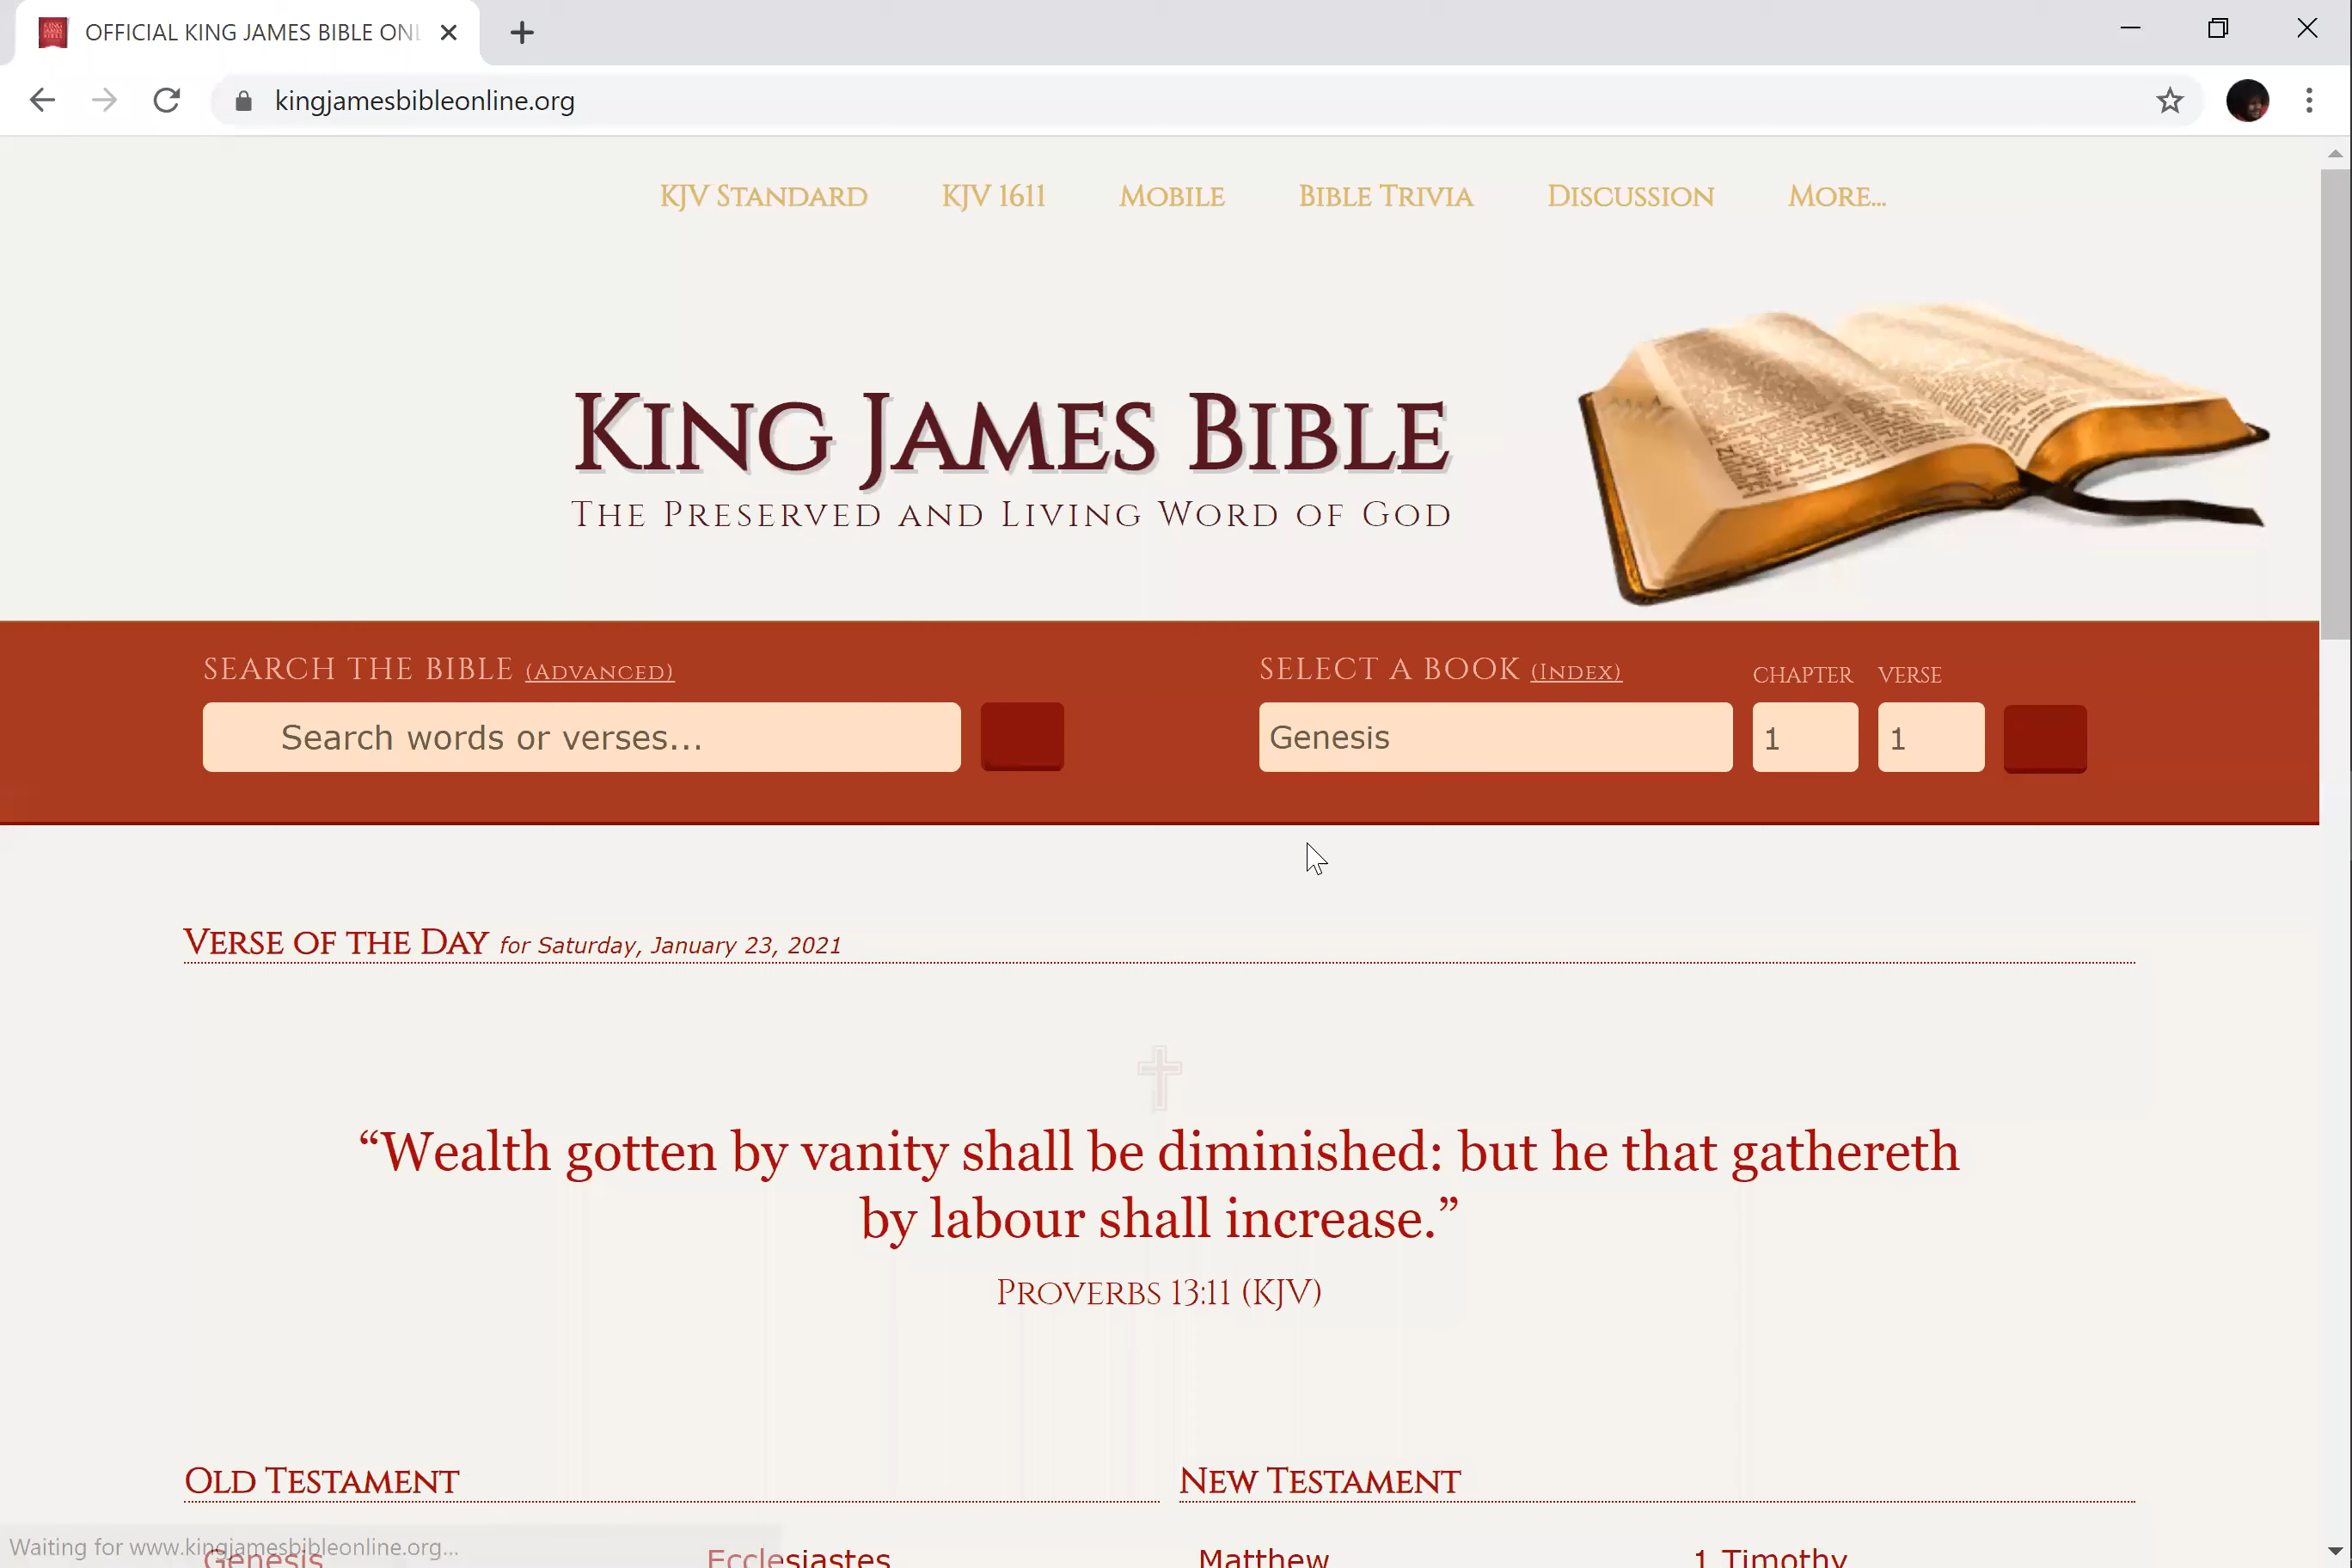 OFFICIAL KING JAMES BIBLE ONL
kingjamesbibleonline.org
KJV STANDARD KJV 1611 MOBILE BIBLE TRIVIA DISCUSSION MORE...
KING JAMES BIBLE
THE PRESERVED AND LIVING WORD OF GOD
SEARCH THE BIBLE (ADVANCED) SELECT A BOOK (INDEX) CHAPTER VERSE
Search words or verses... Genesis 1 1
VERSE OF THE DAY for Saturday, January 23, 2021
“Wealth gotten by vanity shall be diminished: but he that gathereth
by labour shall increase.”
PROVERBS 13:11 (KJV)
OLD TESTAMENT NEW TESTAMENT
Genesis Ecclesiastes Matthew 1 Timothy
Waiting for www.kingjamesbibleonline.org...